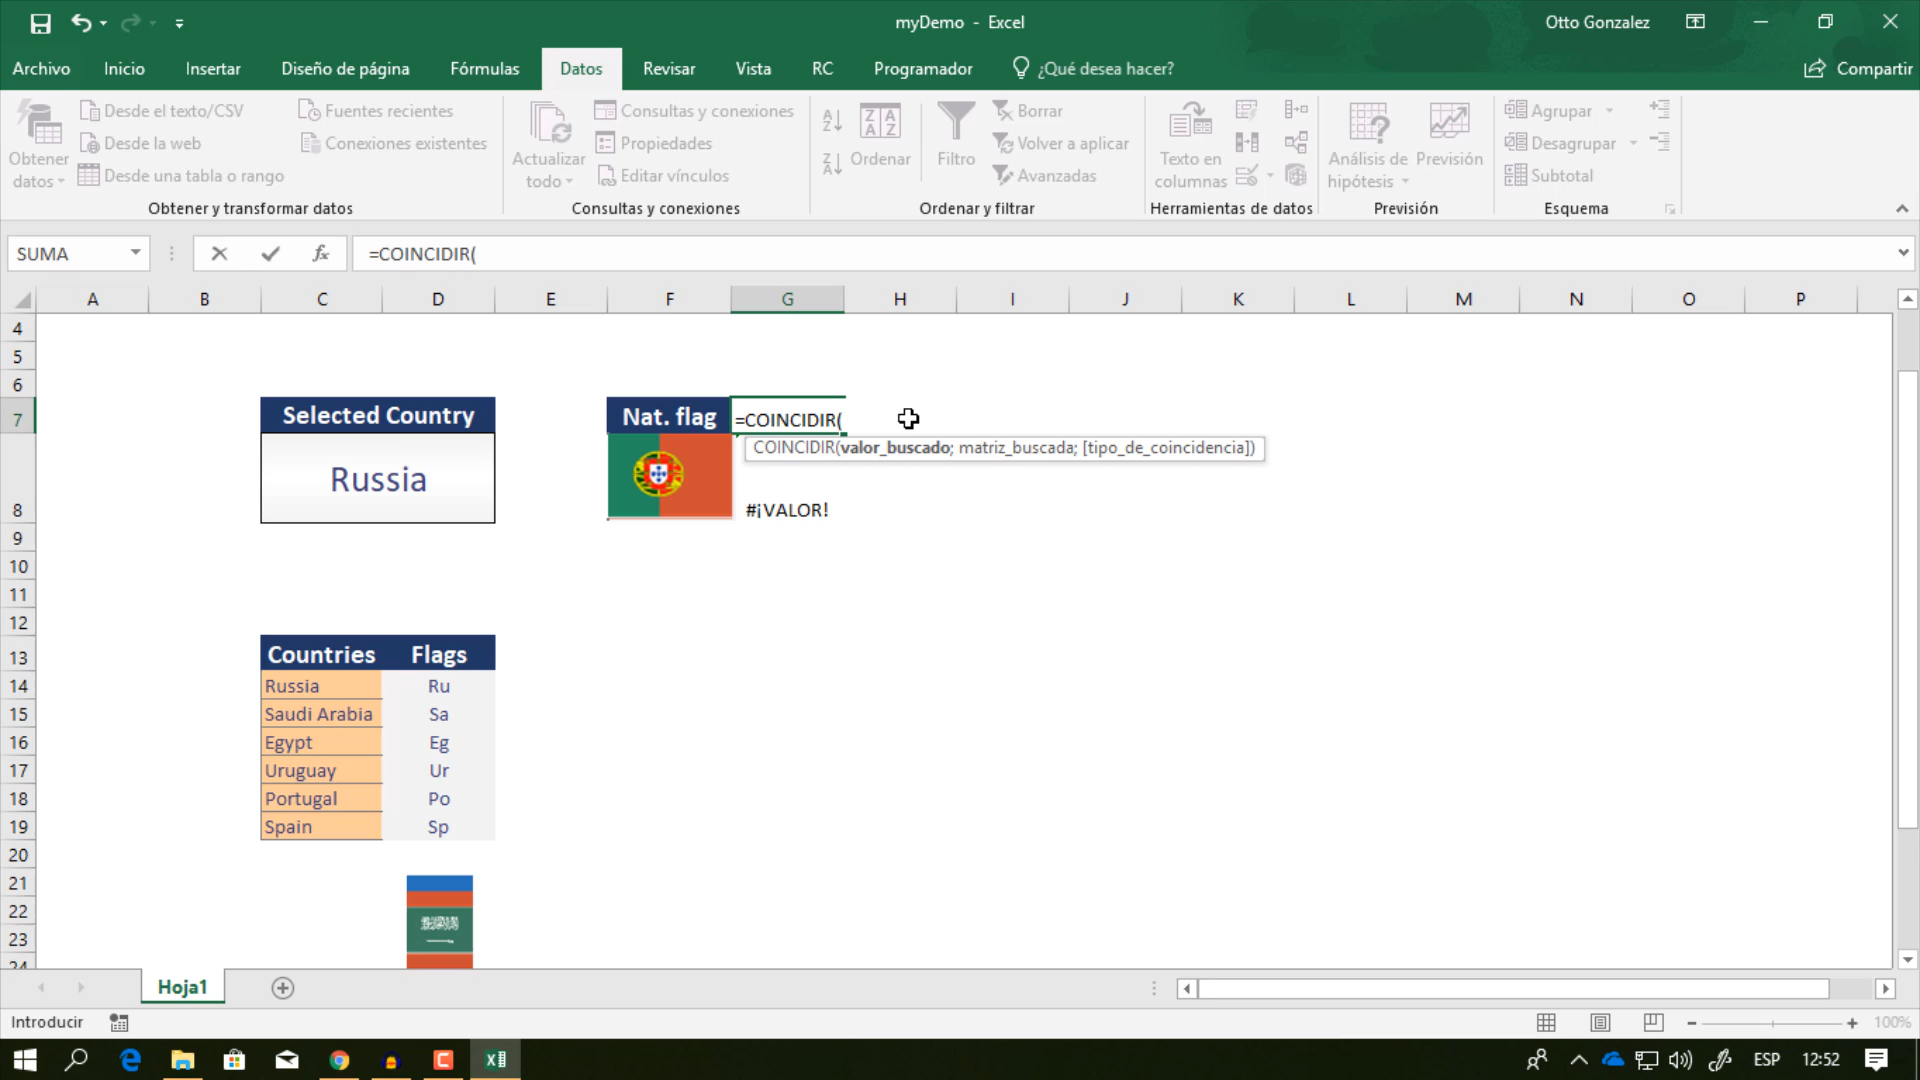 myDemo - Excel
Otto Gonzalez
Archivo Inicio Insertar Diseño de página Fórmulas Datos Revisar Vista RC Programador ¿Qué desea hacer? Compartir
Obtener datos
Desde el texto/CSV
Desde la web
Desde una tabla o rango
Fuentes recientes
Conexiones existentes
Obtener y transformar datos
Actualizar todo
Consultas y conexiones
Propiedades
Editar vínculos
Consultas y conexiones
Ordenar
Filtro
Borrar
Volver a aplicar
Avanzadas
Ordenar y filtrar
Texto en columnas
Herramientas de datos
Análisis de hipótesis
Previsión
Previsión
Agrupar
Desagrupar
Subtotal
Esquema
SUMA fx =COINCIDIR(
A B C D E F G H I J K L M N O P
4
5
6
7 Selected Country Nat. flag =COINCIDIR(
COINCIDIR(valor_buscado; matriz_buscada; [tipo_de_coincidencia])
8 Russia #¡VALOR!
9
10
11
12
13 Countries Flags
14 Russia Ru
15 Saudi Arabia Sa
16 Egypt Eg
17 Uruguay Ur
18 Portugal Po
19 Spain Sp
20
21
22
23
24
Hoja1
Introducir
100%
ESP 12:52